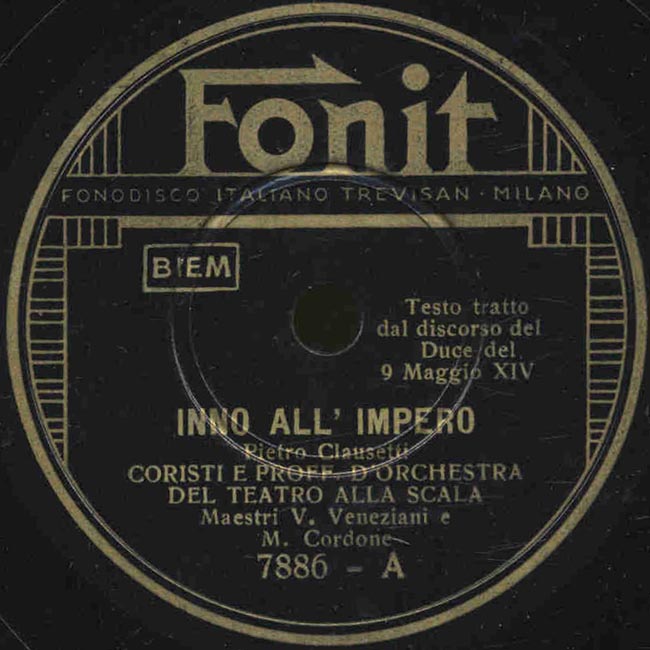 Fonit
FONODISCO ITALIANO TREVISAN · MILANO
BIEM
Testo tratto
dal discorso del
Duce del
9 Maggio XIV
INNO ALL' IMPERO
Pietro Clausetti
CORISTI E PROFF. D'ORCHESTRA
DEL TEATRO ALLA SCALA
Maestri V. Veneziani e
M. Cordone
7886 - A